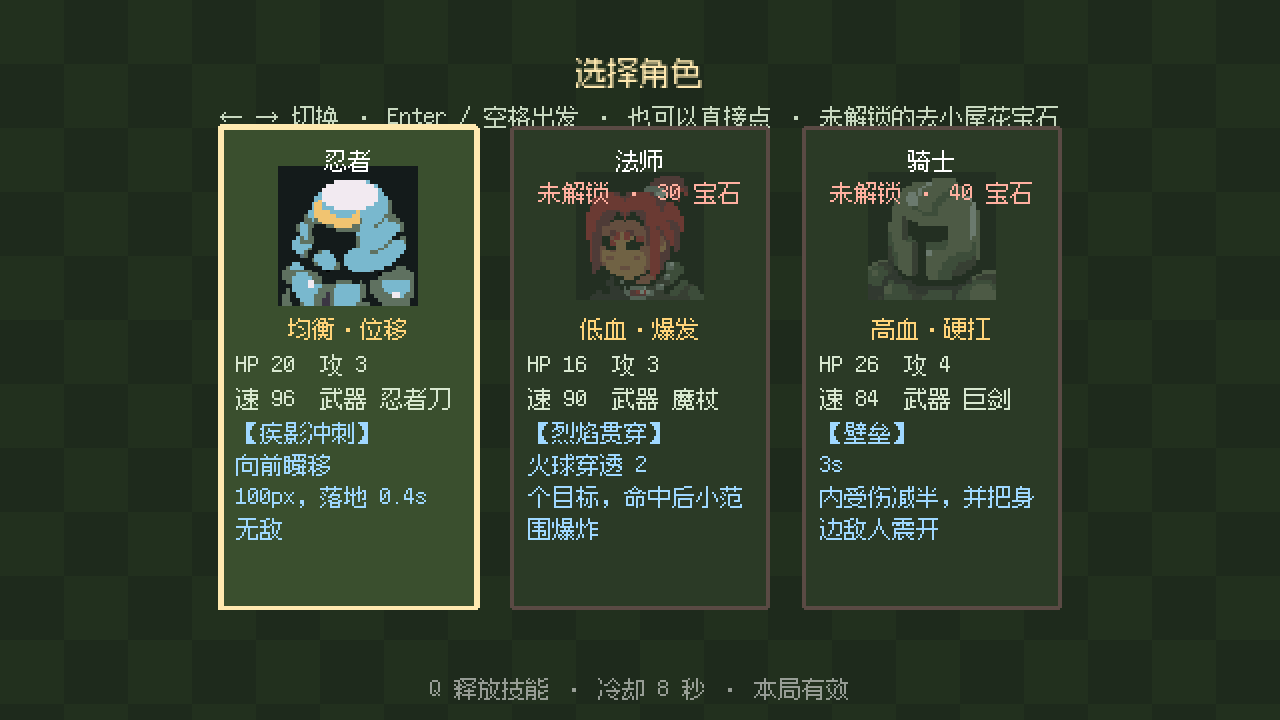 选择角色
← → 切换 · Enter / 空格出发 · 也可以直接点 · 未解锁的去小屋花宝石
忍者
均衡·位移
HP 20 攻 3
速 96 武器 忍者刀
【疾影冲刺】
向前瞬移
100px，落地 0.4s
无敌
法师
未解锁 · 30 宝石
低血·爆发
HP 16 攻 3
速 90 武器 魔杖
【烈焰贯穿】
火球穿透 2
个目标，命中后小范
围爆炸
骑士
未解锁 · 40 宝石
高血·硬扛
HP 26 攻 4
速 84 武器 巨剑
【壁垒】
3s
内受伤减半，并把身
边敌人震开
Q 释放技能 · 冷却 8 秒 · 本局有效